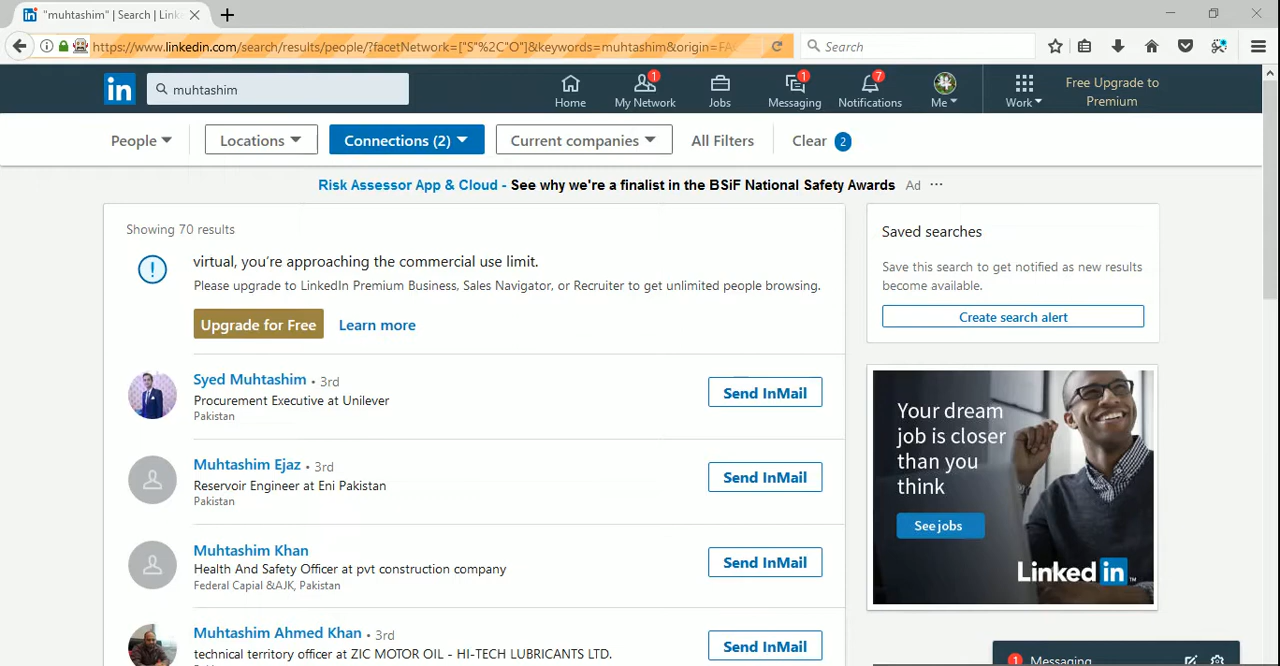 "muhtashim" | Search | Link
https://www.linkedin.com/search/results/people/?facetNetwork=["S"%2C"O"]&keywords=muhtashim&origin=FAC
Search
in
muhtashim
Home
1
My Network
Jobs
1
Messaging
7
Notifications
Me
Work
Free Upgrade to
Premium
People
Locations
Connections (2)
Current companies
All Filters
Clear 2
Risk Assessor App & Cloud - See why we're a finalist in the BSiF National Safety Awards Ad ···
Showing 70 results
virtual, you're approaching the commercial use limit.
Please upgrade to LinkedIn Premium Business, Sales Navigator, or Recruiter to get unlimited people browsing.
Upgrade for Free
Learn more
Syed Muhtashim • 3rd
Procurement Executive at Unilever
Pakistan
Send InMail
Muhtashim Ejaz • 3rd
Reservoir Engineer at Eni Pakistan
Pakistan
Send InMail
Muhtashim Khan
Health And Safety Officer at pvt construction company
Federal Capial &AJK, Pakistan
Send InMail
Muhtashim Ahmed Khan • 3rd
technical territory officer at ZIC MOTOR OIL - HI-TECH LUBRICANTS LTD.
Send InMail
Saved searches
Save this search to get notified as new results
become available.
Create search alert
Your dream
job is closer
than you
think
See jobs
Linked in
1 Messaging